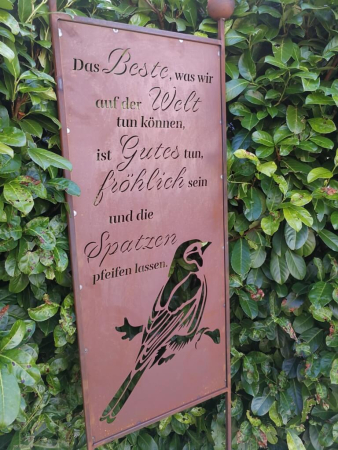 Das Beste, was wir
auf der Welt
tun können,
ist Gutes tun,
fröhlich sein
und die
Spatzen
pfeifen lassen.